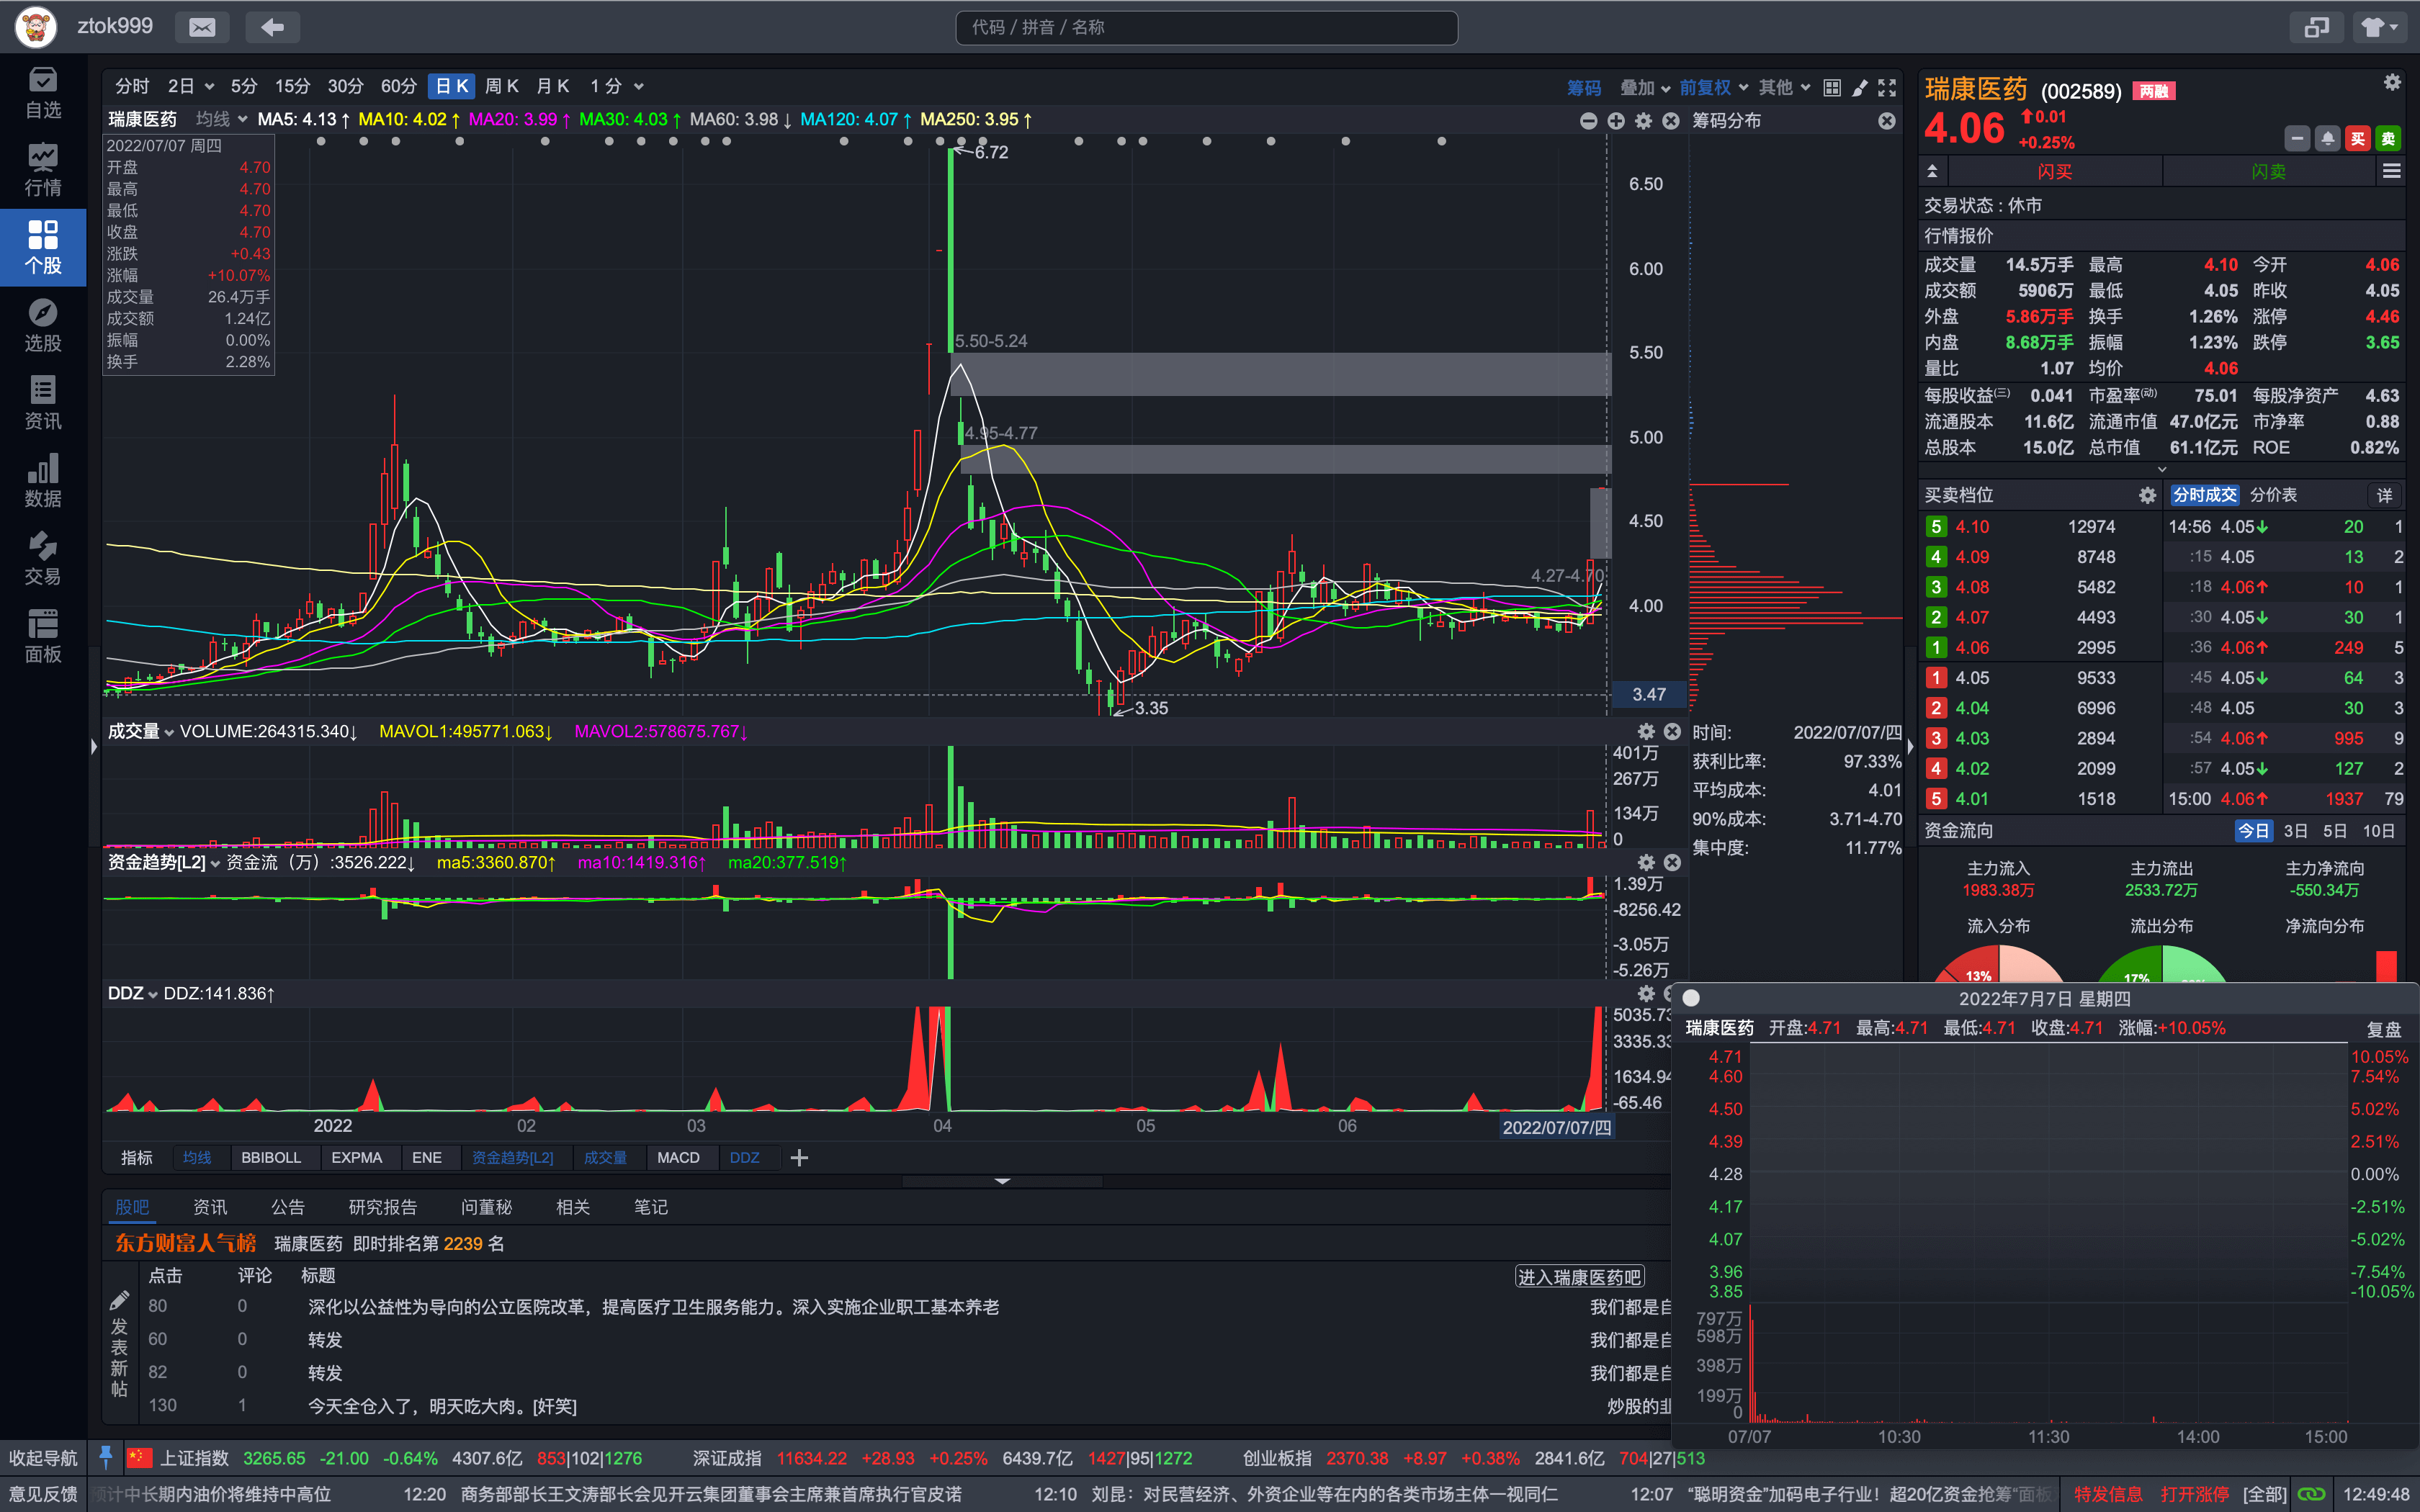 ztok999
代码 / 拼音 / 名称
自选
行情
个股
选股
资讯
数据
交易
面板
分时 2日 5分 15分 30分 60分 日K 周K 月K 1分 筹码 叠加 前复权 其他
瑞康医药 均线 MA5: 4.13↑ MA10: 4.02↑ MA20: 3.99↑ MA30: 4.03↑ MA60: 3.98↓ MA120: 4.07↑ MA250: 3.95↑
2022/07/07 周四
开盘 4.70
最高 4.70
最低 4.70
收盘 4.70
涨跌 +0.43
涨幅 +10.07%
成交量 26.4万手
成交额 1.24亿
振幅 0.00%
换手 2.28%
6.72
5.50-5.24
4.95-4.77
4.27-4.70
3.35
6.50
6.00
5.50
5.00
4.50
4.00
3.47
筹码分布
时间: 2022/07/07/四
获利比率: 97.33%
平均成本: 4.01
90%成本: 3.71-4.70
集中度: 11.77%
成交量 VOLUME:264315.340↓ MAVOL1:495771.063↓ MAVOL2:578675.767↓
401万
267万
134万
0
资金趋势[L2] 资金流（万）:3526.222↓ ma5:3360.870↑ ma10:1419.316↑ ma20:377.519↑
1.39万
-8256.42
-3.05万
-5.26万
DDZ DDZ:141.836↑
5035.73
3335.33
1634.94
-65.46
2022 02 03 04 05 06 2022/07/07/四
指标 均线 BBIBOLL EXPMA ENE 资金趋势[L2] 成交量 MACD DDZ
股吧 资讯 公告 研究报告 问董秘 相关 笔记
东方财富人气榜 瑞康医药 即时排名第 2239 名
点击 评论 标题 进入瑞康医药吧
发表新帖
80 0 深化以公益性为导向的公立医院改革，提高医疗卫生服务能力。深入实施企业职工基本养老 我们都是自
60 0 转发 我们都是自
82 0 转发 我们都是自
130 1 今天全仓入了，明天吃大肉。[奸笑] 炒股的韭
瑞康医药 (002589) 两融
4.06 0.01
+0.25%
买 卖
闪买 闪卖
交易状态 : 休市
行情报价
成交量 14.5万手 最高 4.10 今开 4.06
成交额 5906万 最低 4.05 昨收 4.05
外盘 5.86万手 换手 1.26% 涨停 4.46
内盘 8.68万手 振幅 1.23% 跌停 3.65
量比 1.07 均价 4.06
每股收益(三) 0.041 市盈率(动) 75.01 每股净资产 4.63
流通股本 11.6亿 流通市值 47.0亿元 市净率 0.88
总股本 15.0亿 总市值 61.1亿元 ROE 0.82%
买卖档位 分时成交 分价表 详
5 4.10 12974 14:56 4.05↓ 20 1
4 4.09 8748 :15 4.05 13 2
3 4.08 5482 :18 4.06↑ 10 1
2 4.07 4493 :30 4.05↓ 30 1
1 4.06 2995 :36 4.06↑ 249 5
1 4.05 9533 :45 4.05↓ 64 3
2 4.04 6996 :48 4.05 30 3
3 4.03 2894 :54 4.06↑ 995 9
4 4.02 2099 :57 4.05↓ 127 2
5 4.01 1518 15:00 4.06↑ 1937 79
资金流向 今日 3日 5日 10日
主力流入 主力流出 主力净流向
1983.38万 2533.72万 -550.34万
流入分布 流出分布 净流向分布
13% 17%
2022年7月7日 星期四
瑞康医药 开盘:4.71 最高:4.71 最低:4.71 收盘:4.71 涨幅:+10.05% 复盘
4.71 10.05%
4.60 7.54%
4.50 5.02%
4.39 2.51%
4.28 0.00%
4.17 -2.51%
4.07 -5.02%
3.96 -7.54%
3.85 -10.05%
797万
598万
398万
199万
0
07/07 10:30 11:30 14:00 15:00
收起导航 上证指数 3265.65 -21.00 -0.64% 4307.6亿 853|102|1276 深证成指 11634.22 +28.93 +0.25% 6439.7亿 1427|95|1272 创业板指 2370.38 +8.97 +0.38% 2841.6亿 704|27|513
意见反馈 预计中长期内油价将维持中高位 12:20 商务部部长王文涛部长会见开云集团董事会主席兼首席执行官皮诺 12:10 刘昆：对民营经济、外资企业等在内的各类市场主体一视同仁 12:07 “聪明资金”加码电子行业！超20亿资金抢筹“面板 特发信息 打开涨停 [全部] 12:49:48